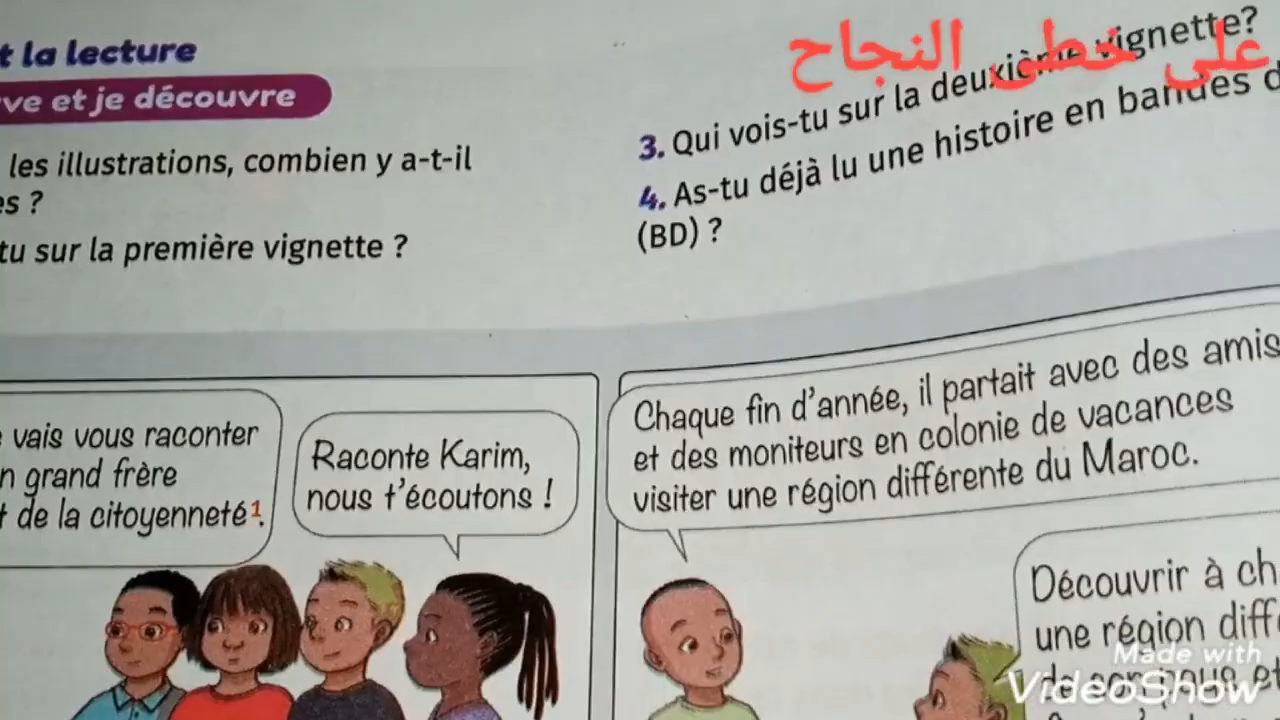 t la lecture
ve et je découvre
les illustrations, combien y a-t-il
es ?
tu sur la première vignette ?
على خطى النجاح
3. Qui vois-tu sur la deuxième vignette?
4. As-tu déjà lu une histoire en bandes d
(BD) ?
vais vous raconter
n grand frère
t de la citoyenneté¹.
Raconte Karim,
nous t'écoutons !
Chaque fin d'année, il partait avec des amis
et des moniteurs en colonie de vacances
visiter une région différente du Maroc.
Découvrir à ch
une région diff
Made with
VideoShow